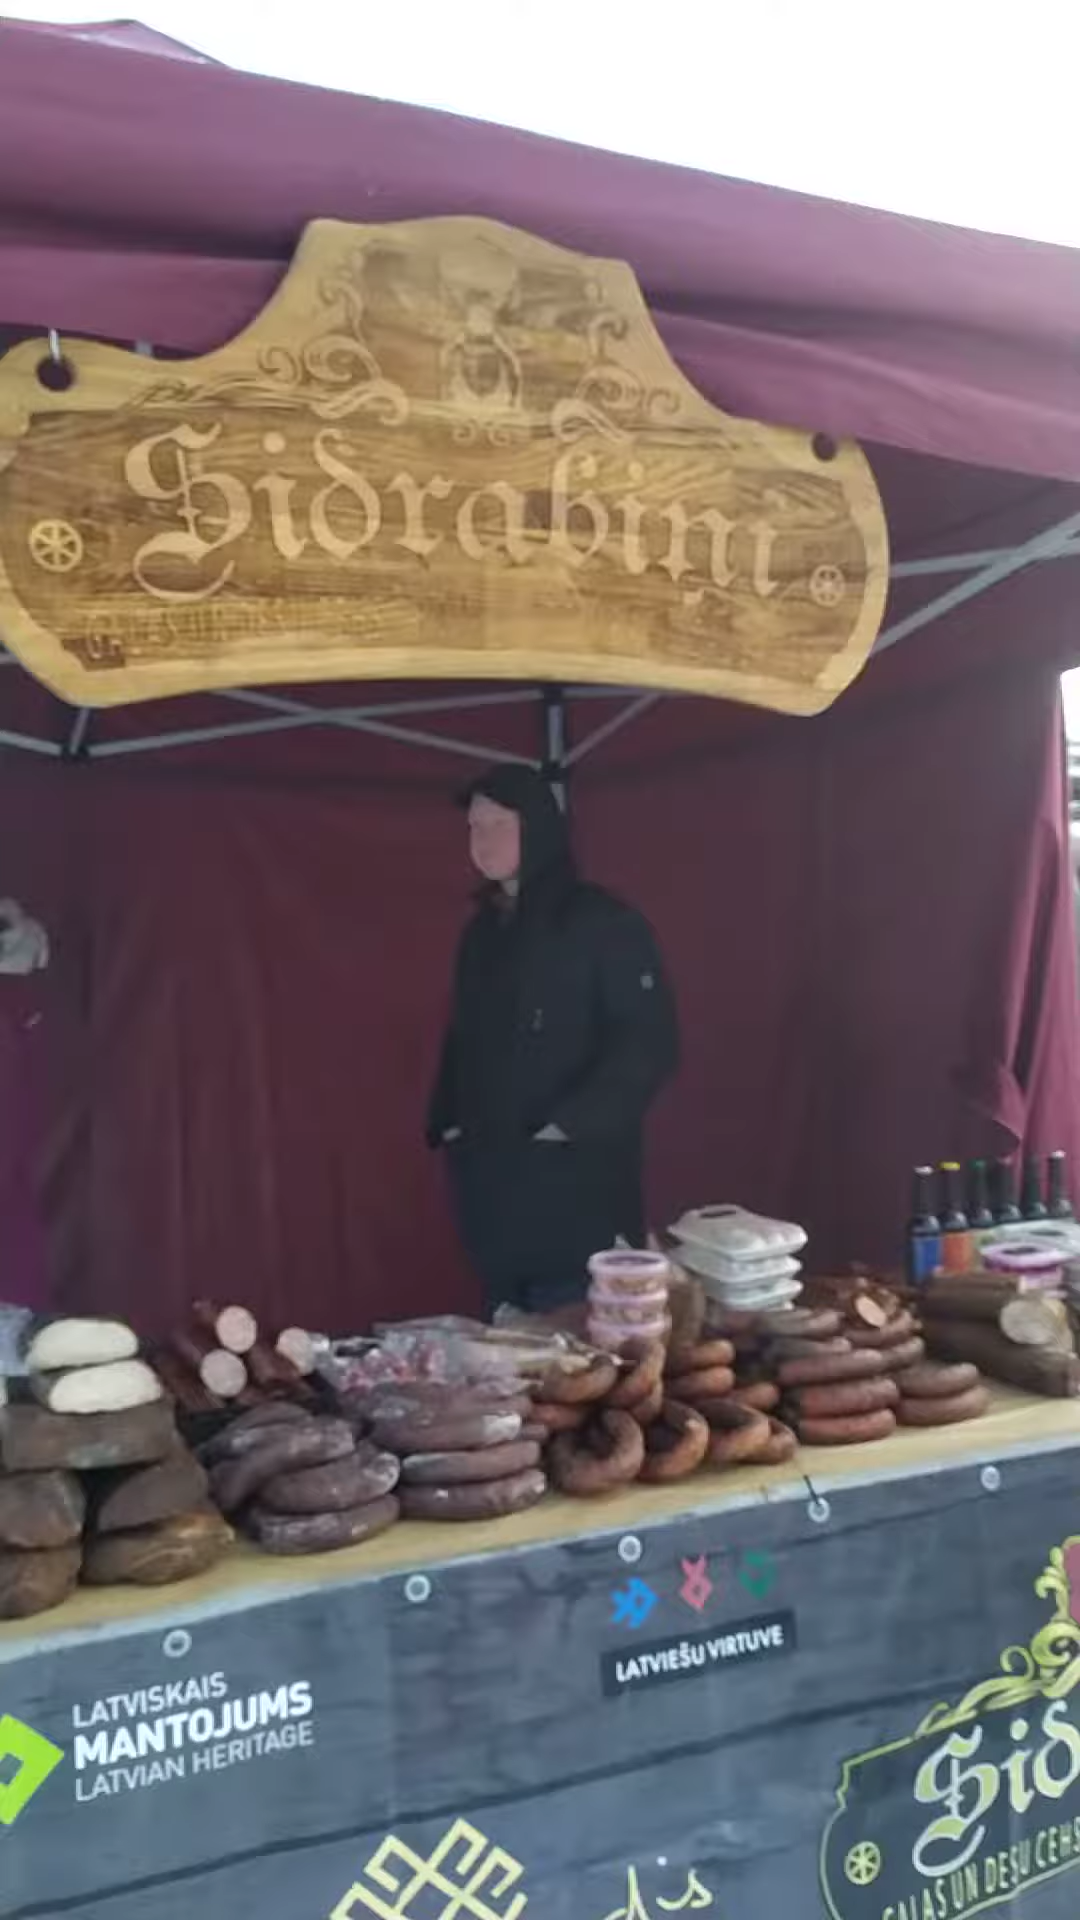 Sidrabiņi
LATVISKAIS
MANTOJUMS
LATVIAN HERITAGE
LATVIEŠU VIRTUVE
Sid
GAĻAS UN DESU CEHS